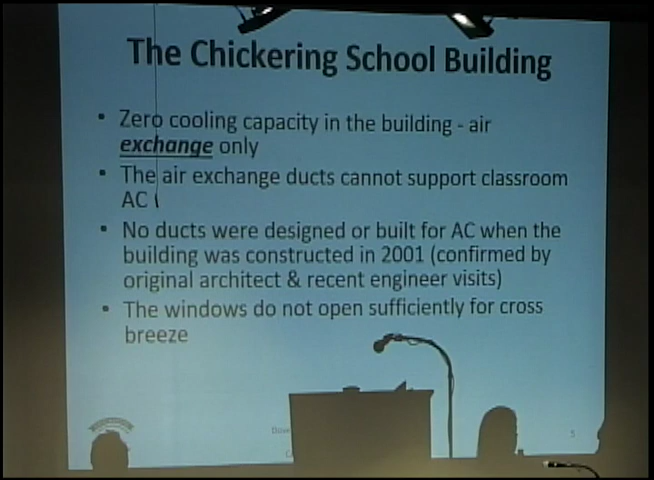 The Chickering School Building
• Zero cooling capacity in the building - air
exchange only
• The air exchange ducts cannot support classroom
AC
• No ducts were designed or built for AC when the
building was constructed in 2001 (confirmed by
original architect & recent engineer visits)
• The windows do not open sufficiently for cross
breeze
5